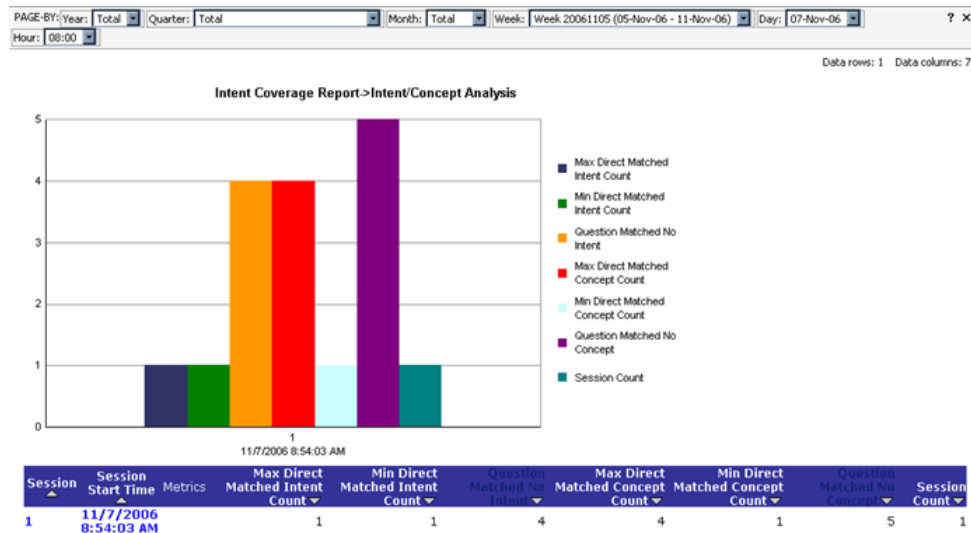 PAGE-BY: Year: Total Quarter: Total Month: Total Week: Week 20061105 (05-Nov-06 - 11-Nov-06) Day: 07-Nov-06 ? ×
Hour: 08:00
Data rows: 1 Data columns: 7
Intent Coverage Report->Intent/Concept Analysis
5
4
3
2
1
0
1
11/7/2006 8:54:03 AM
Max Direct Matched
Intent Count
Min Direct Matched
Intent Count
Question Matched No
Intent
Max Direct Matched
Concept Count
Min Direct Matched
Concept Count
Question Matched No
Concept
Session Count
Session
Session
Start Time
Metrics
Max Direct
Matched Intent
Count
Min Direct
Matched Intent
Count
Question
Matched No
Intent
Max Direct
Matched Concept
Count
Min Direct
Matched Concept
Count
Question
Matched No
Concept
Session
Count
1
11/7/2006
8:54:03 AM
1 1 4 4 1 5 1